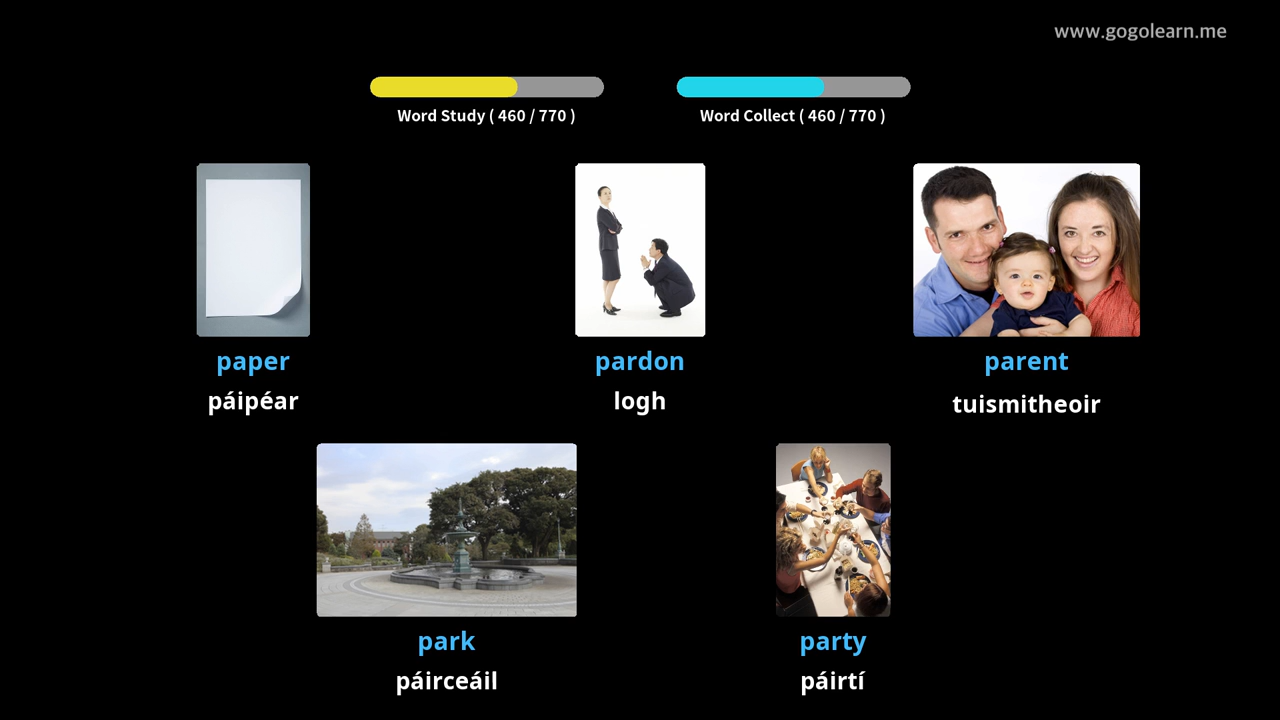 www.gogolearn.me
Word Study ( 460 / 770 )
Word Collect ( 460 / 770 )
paper
páipéar
pardon
logh
parent
tuismitheoir
park
páirceáil
party
páirtí